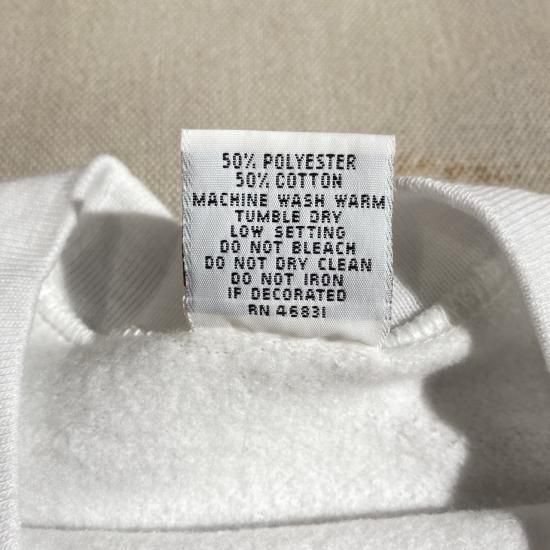 50% POLYESTER
50% COTTON
MACHINE WASH WARM
TUMBLE DRY
LOW SETTING
DO NOT BLEACH
DO NOT DRY CLEAN
DO NOT IRON
IF DECORATED
RN 46831